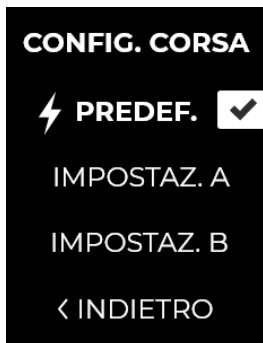 CONFIG. CORSA
PREDEF.
IMPOSTAZ. A
IMPOSTAZ. B
< INDIETRO